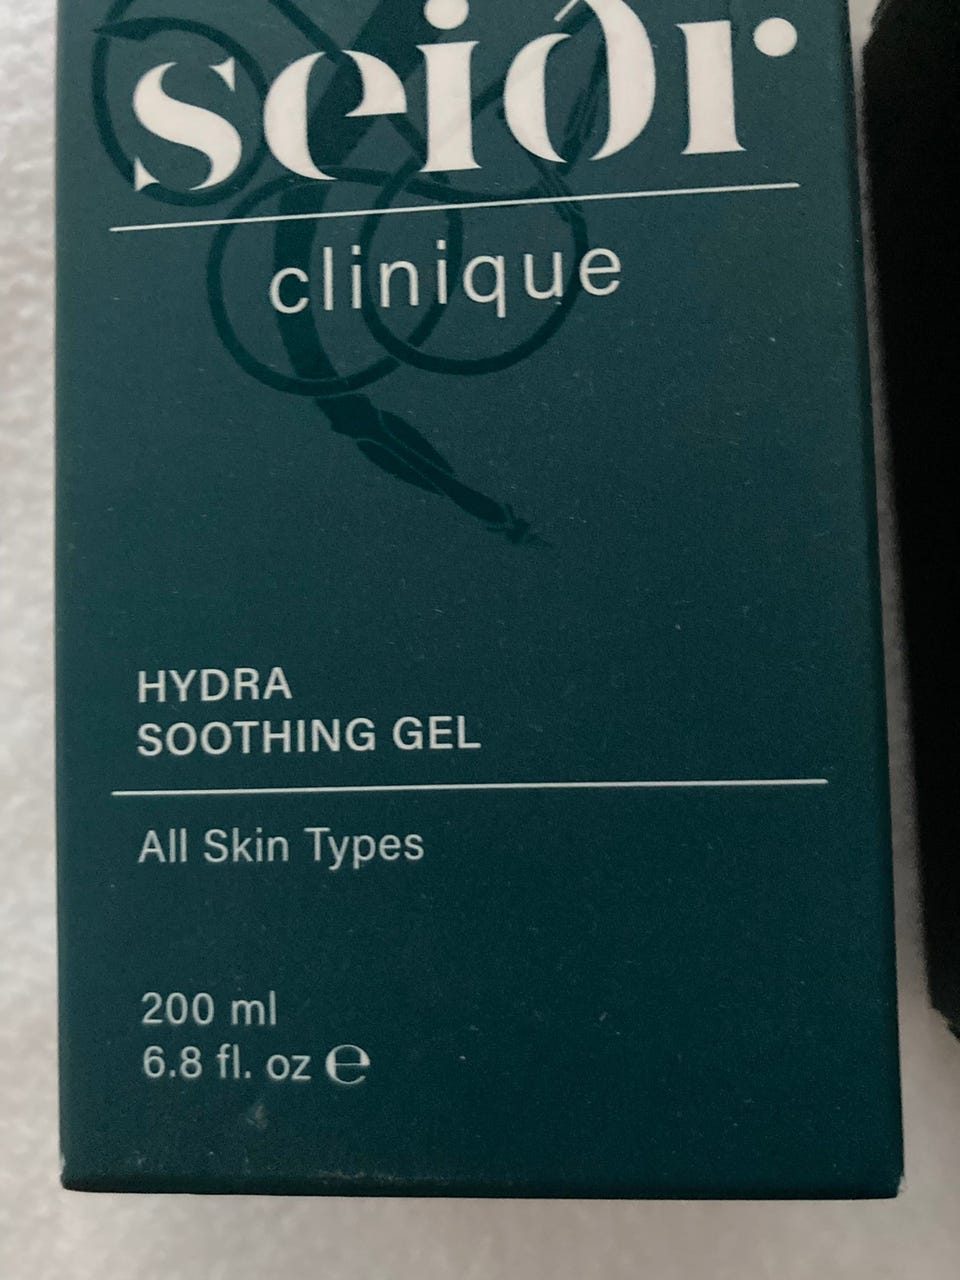 seiðr
clinique
HYDRA
SOOTHING GEL
All Skin Types
200 ml
6.8 fl. oz ℮